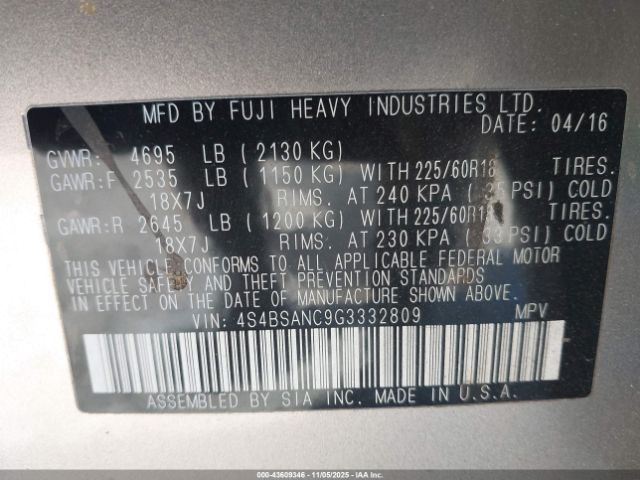 MFD BY FUJI HEAVY INDUSTRIES LTD.
DATE: 04/16
GVWR: 4695 LB (2130 KG)
GAWR:F 2535 LB (1150 KG) WITH 225/60R18 TIRES.
18X7J RIMS. AT 240 KPA (35 PSI) COLD
GAWR:R 2645 LB (1200 KG) WITH 225/60R18 TIRES.
18X7J RIMS. AT 230 KPA (33 PSI) COLD
THIS VEHICLE CONFORMS TO ALL APPLICABLE FEDERAL MOTOR
VEHICLE SAFETY AND THEFT PREVENTION STANDARDS
IN EFFECT ON THE DATE OF MANUFACTURE SHOWN ABOVE.
VIN: 4S4BSANC9G3332809 MPV
ASSEMBLED BY SIA INC. MADE IN U.S.A.
000-43609346 - 11/05/2025 - IAAI.COM